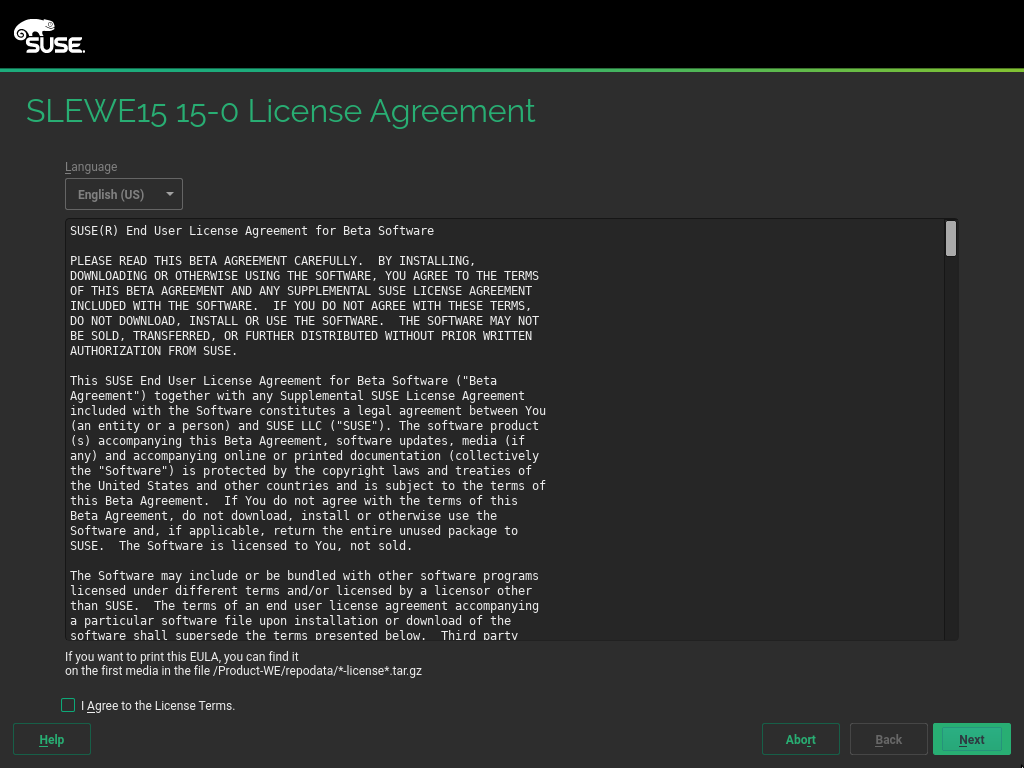 SUSE
SLEWE15 15-0 License Agreement
Language
English (US)
SUSE(R) End User License Agreement for Beta Software
PLEASE READ THIS BETA AGREEMENT CAREFULLY.  BY INSTALLING,
DOWNLOADING OR OTHERWISE USING THE SOFTWARE, YOU AGREE TO THE TERMS
OF THIS BETA AGREEMENT AND ANY SUPPLEMENTAL SUSE LICENSE AGREEMENT
INCLUDED WITH THE SOFTWARE.  IF YOU DO NOT AGREE WITH THESE TERMS,
DO NOT DOWNLOAD, INSTALL OR USE THE SOFTWARE.  THE SOFTWARE MAY NOT
BE SOLD, TRANSFERRED, OR FURTHER DISTRIBUTED WITHOUT PRIOR WRITTEN
AUTHORIZATION FROM SUSE.
This SUSE End User License Agreement for Beta Software ("Beta
Agreement") together with any Supplemental SUSE License Agreement
included with the Software constitutes a legal agreement between You
(an entity or a person) and SUSE LLC ("SUSE"). The software product
(s) accompanying this Beta Agreement, software updates, media (if
any) and accompanying online or printed documentation (collectively
the "Software") is protected by the copyright laws and treaties of
the United States and other countries and is subject to the terms of
this Beta Agreement.  If You do not agree with the terms of this
Beta Agreement, do not download, install or otherwise use the
Software and, if applicable, return the entire unused package to
SUSE.  The Software is licensed to You, not sold.
The Software may include or be bundled with other software programs
licensed under different terms and/or licensed by a licensor other
than SUSE.  The terms of an end user license agreement accompanying
a particular software file upon installation or download of the
software shall supersede the terms presented below.  Third party
If you want to print this EULA, you can find it
on the first media in the file /Product-WE/repodata/*-license*.tar.gz
I Agree to the License Terms.
Help
Abort
Back
Next